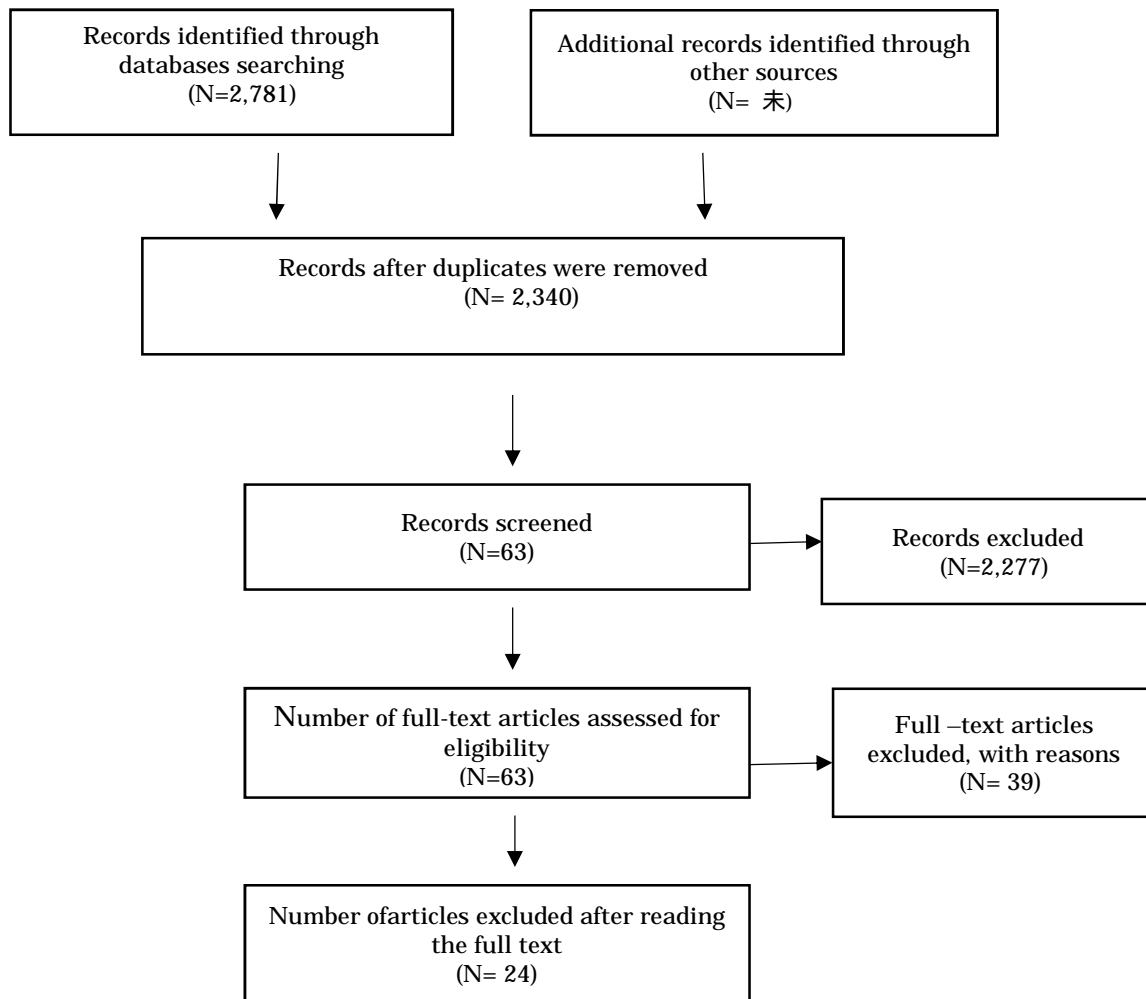 Records identified through
databases searching
(N=2,781)
Additional records identified through
other sources
(N= 未)
Records after duplicates were removed
(N= 2,340)
Records screened
(N=63)
Records excluded
(N=2,277)
Number of full-text articles assessed for
eligibility
(N=63)
Full –text articles
excluded, with reasons
(N= 39)
Number ofarticles excluded after reading
the full text
(N= 24)